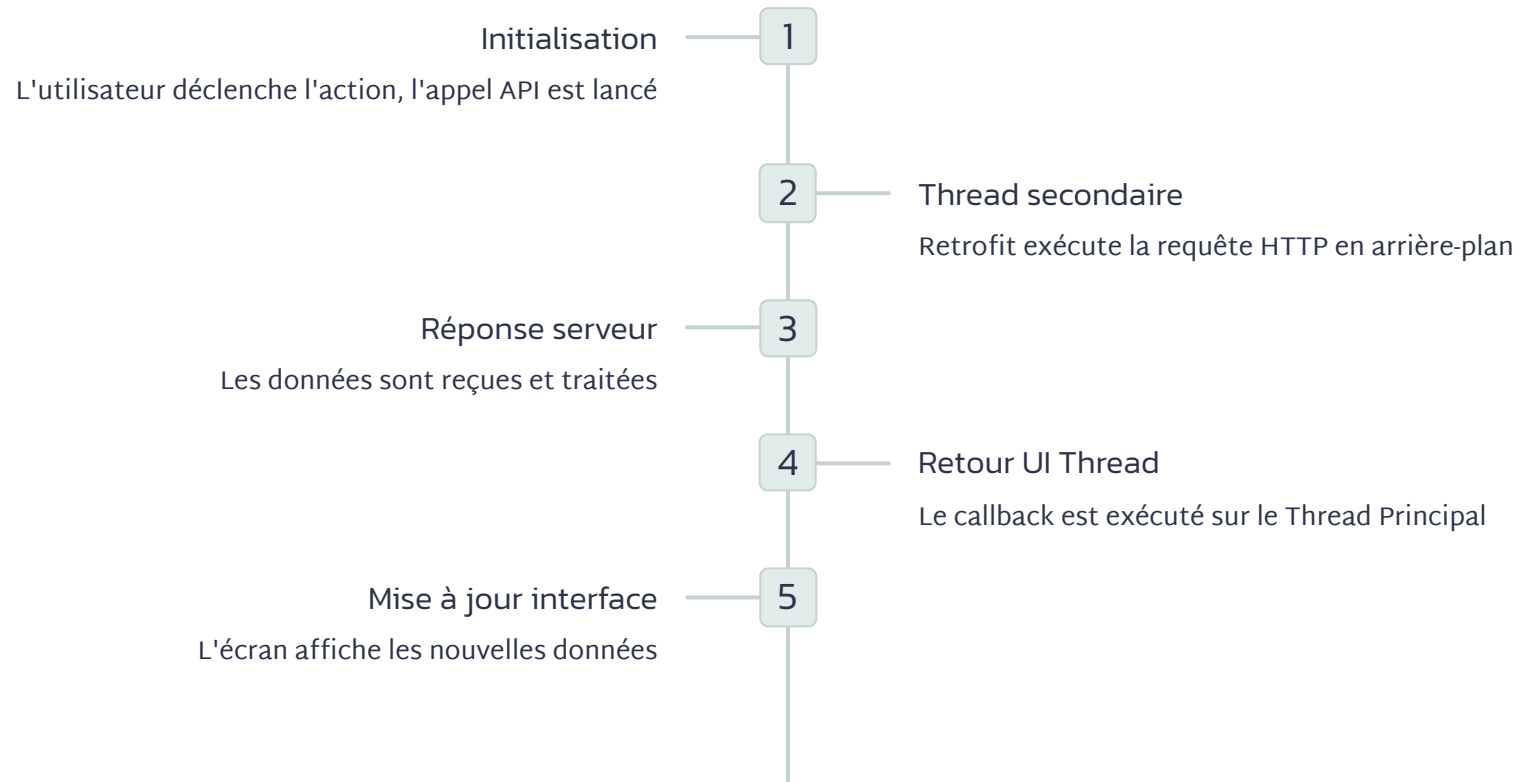 Initialisation
1
L'utilisateur déclenche l'action, l'appel API est lancé
2
Thread secondaire
Retrofit exécute la requête HTTP en arrière-plan
Réponse serveur
3
Les données sont reçues et traitées
4
Retour UI Thread
Le callback est exécuté sur le Thread Principal
Mise à jour interface
5
L'écran affiche les nouvelles données